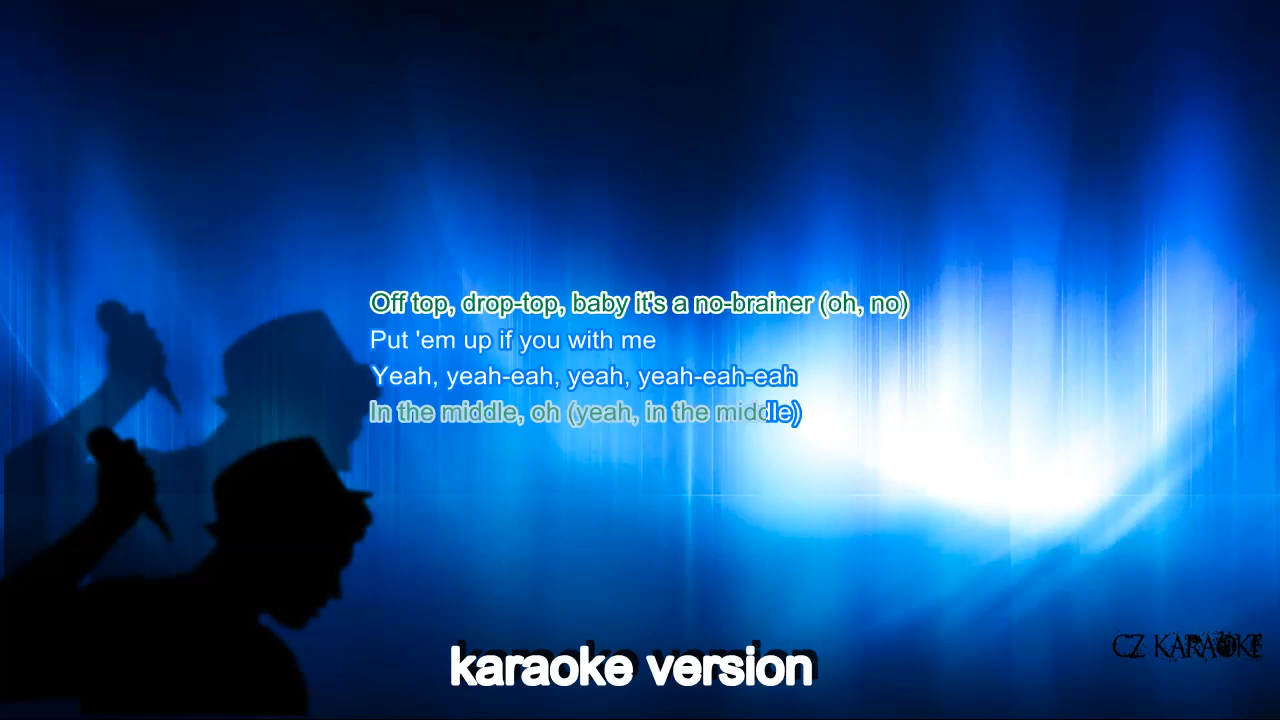 Off top, drop-top, baby it's a no-brainer (oh, no)
Put 'em up if you with me
Yeah, yeah-eah, yeah, yeah-eah-eah
In the middle, oh (yeah, in the middle)
karaoke version
CZ KARAOKE